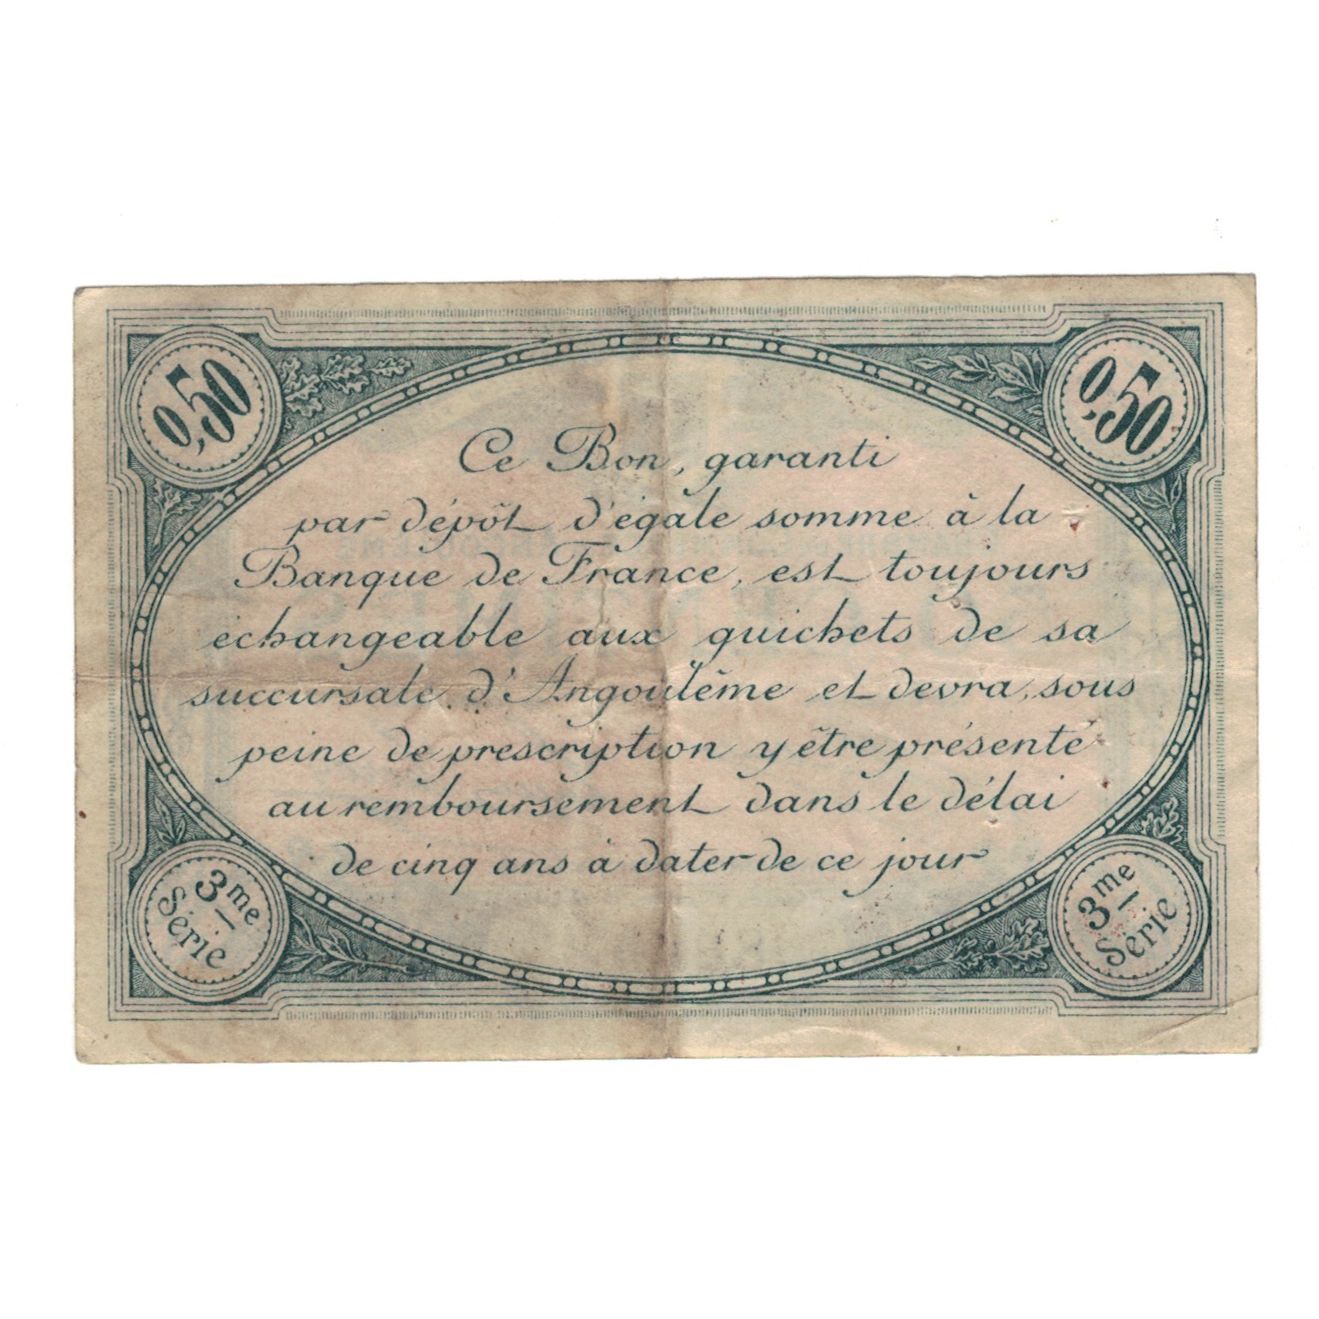 0,50
0,50
Ce Bon, garanti
par dépôt d'égale somme à la
Banque de France, est toujours
échangeable aux guichets de sa
succursale d'Angoulême et devra, sous
peine de prescription y être présenté
au remboursement dans le délai
de cinq ans à dater de ce jour
3me
Série
3me
Série